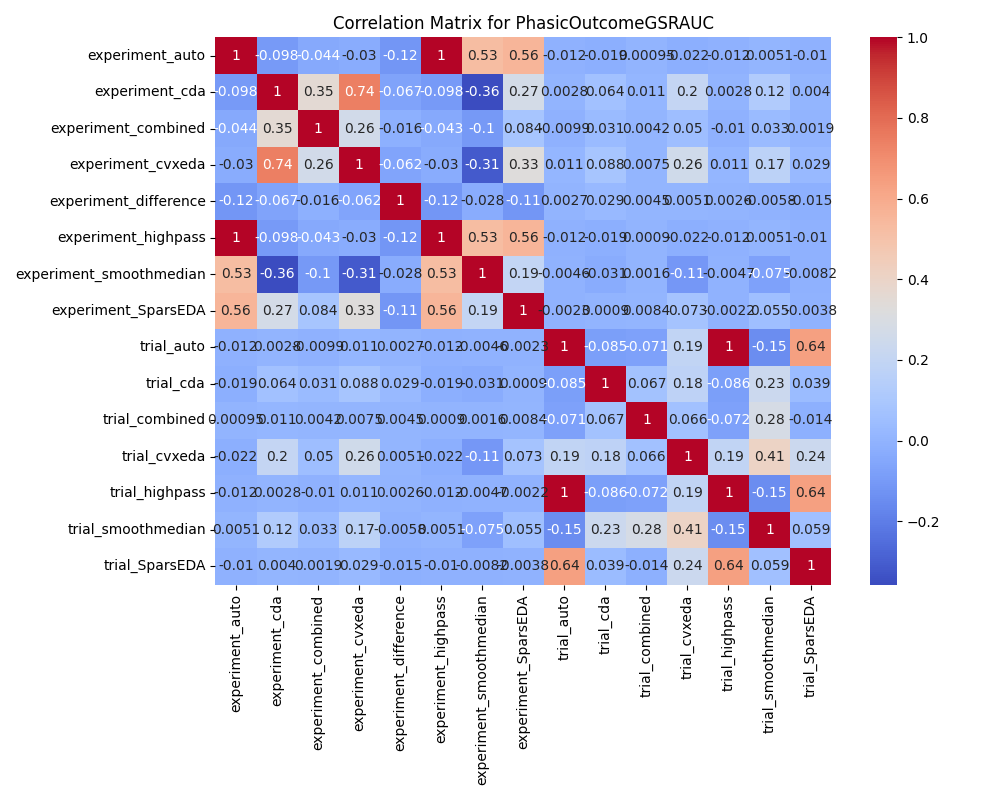 Correlation Matrix for PhasicOutcomeGSRAUC
experiment_auto 1 -0.098 -0.044 -0.03 -0.12 1 0.53 0.56 -0.012 -0.019 0.00095 -0.022 -0.012 0.0051 -0.01
experiment_cda -0.098 1 0.35 0.74 -0.067 -0.098 -0.36 0.27 0.0028 0.064 0.011 0.2 0.0028 0.12 0.004
experiment_combined -0.044 0.35 1 0.26 -0.016 -0.043 -0.1 0.084 0.0099 0.031 0.0042 0.05 -0.01 0.033 0.0019
experiment_cvxeda -0.03 0.74 0.26 1 -0.062 -0.03 -0.31 0.33 0.011 0.088 0.0075 0.26 0.011 0.17 0.029
experiment_difference -0.12 -0.067 -0.016 -0.062 1 -0.12 -0.028 -0.11 0.0027 0.029 0.0045 0.0051 0.0026 -0.0058 -0.015
experiment_highpass 1 -0.098 -0.043 -0.03 -0.12 1 0.53 0.56 -0.012 -0.019 0.0009 -0.022 -0.012 0.0051 -0.01
experiment_smoothmedian 0.53 -0.36 -0.1 -0.31 -0.028 0.53 1 0.19 -0.0046 -0.031 0.0016 -0.11 -0.0047 -0.075 -0.0082
experiment_SparsEDA 0.56 0.27 0.084 0.33 -0.11 0.56 0.19 1 -0.0023 0.0009 0.0084 0.073 -0.0022 0.055 -0.0038
trial_auto -0.012 0.0028 -0.0099 0.011 0.0027 -0.012 -0.0046 -0.0023 1 -0.085 -0.071 0.19 1 -0.15 0.64
trial_cda -0.019 0.064 0.031 0.088 0.029 -0.019 -0.031 0.0009 -0.085 1 0.067 0.18 -0.086 0.23 0.039
trial_combined 0.00095 0.011 0.0042 0.0075 0.0045 0.0009 0.0016 0.0084 -0.071 0.067 1 0.066 -0.072 0.28 -0.014
trial_cvxeda -0.022 0.2 0.05 0.26 0.0051 -0.022 -0.11 0.073 0.19 0.18 0.066 1 0.19 0.41 0.24
trial_highpass -0.012 0.0028 -0.01 0.011 0.0026 -0.012 -0.0047 -0.0022 1 -0.086 -0.072 0.19 1 -0.15 0.64
trial_smoothmedian 0.0051 0.12 0.033 0.17 -0.0058 0.0051 -0.075 0.055 -0.15 0.23 0.28 0.41 -0.15 1 0.059
trial_SparsEDA -0.01 0.004 0.0019 0.029 -0.015 -0.01 -0.0082 -0.0038 0.64 0.039 -0.014 0.24 0.64 0.059 1
experiment_auto
experiment_cda
experiment_combined
experiment_cvxeda
experiment_difference
experiment_highpass
experiment_smoothmedian
experiment_SparsEDA
trial_auto
trial_cda
trial_combined
trial_cvxeda
trial_highpass
trial_smoothmedian
trial_SparsEDA
1.0
0.8
0.6
0.4
0.2
0.0
−0.2